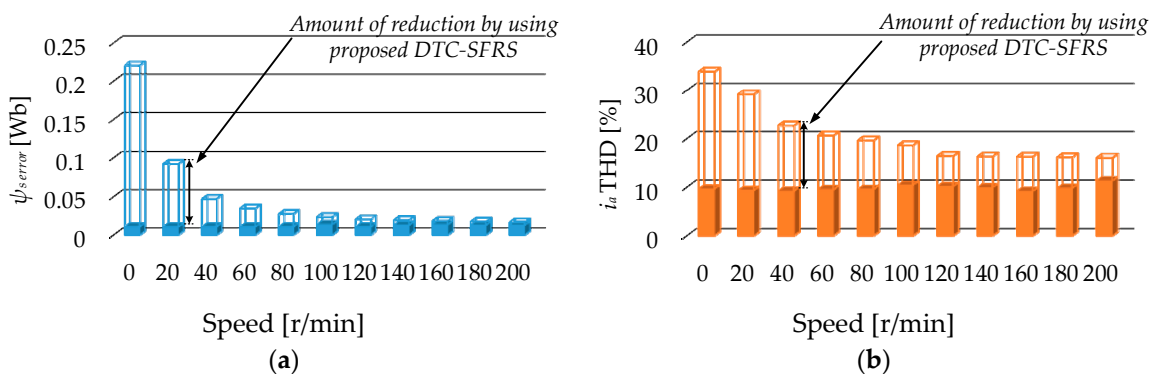 Amount of reduction by using
proposed DTC-SFRS
0.25
0.2
0.15
0.1
0.05
0
ψs error [Wb]
0 20 40 60 80 100 120 140 160 180 200
Speed [r/min]
(a)
Amount of reduction by using
proposed DTC-SFRS
40
30
20
10
0
ia THD [%]
0 20 40 60 80 100 120 140 160 180 200
Speed [r/min]
(b)